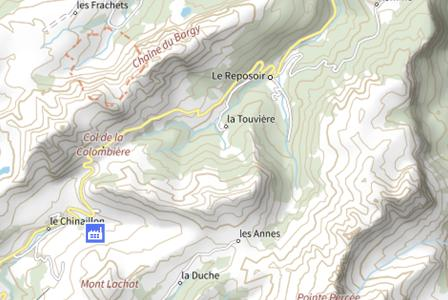 les Frachets
Chaîne du Bargy
Le Reposoir
la Touvière
Col de la
Colombière
le Chinaillon
les Annes
Mont Lachat
la Duche
Pointe Percée